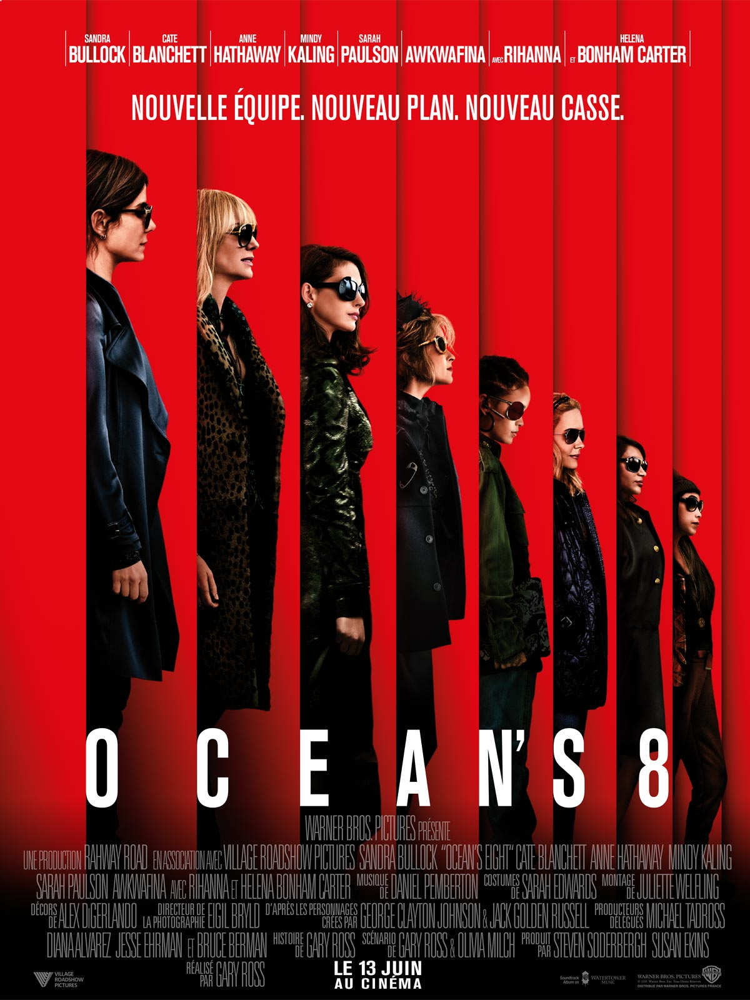 SANDRA BULLOCK CATE BLANCHETT ANNE HATHAWAY MINDY KALING SARAH PAULSON AWKWAFINA AVEC RIHANNA ET HELENA BONHAM CARTER
NOUVELLE ÉQUIPE. NOUVEAU PLAN. NOUVEAU CASSE.
OCEAN'S 8
WARNER BROS. PICTURES PRÉSENTE
UNE PRODUCTION RAHWAY ROAD EN ASSOCIATION AVEC VILLAGE ROADSHOW PICTURES SANDRA BULLOCK "OCEAN'S EIGHT" CATE BLANCHETT ANNE HATHAWAY MINDY KALING
SARAH PAULSON AWKWAFINA AVEC RIHANNA ET HELENA BONHAM CARTER MUSIQUE DE DANIEL PEMBERTON COSTUMES DE SARAH EDWARDS MONTAGE DE JULIETTE WELFLING
DÉCORS DE ALEX DiGERLANDO DIRECTEUR DE LA PHOTOGRAPHIE EIGIL BRYLD D'APRÈS LES PERSONNAGES CRÉES PAR GEORGE CLAYTON JOHNSON & JACK GOLDEN RUSSELL PRODUCTEURS DÉLÉGUÉS MICHAEL TADROSS
DIANA ALVAREZ JESSE EHRMAN ET BRUCE BERMAN HISTOIRE DE GARY ROSS SCÉNARIO DE GARY ROSS & OLIVIA MILCH PRODUIT PAR STEVEN SODERBERGH SUSAN EKINS
RÉALISÉ PAR GARY ROSS
LE 13 JUIN
AU CINÉMA
VILLAGE
ROADSHOW
PICTURES
Soundtrack
Album on
WATERTOWER
MUSIC
WARNER BROS. PICTURES
© 2018 Warner Bros. Ent. Tous Droits Réservés
DISTRIBUÉ PAR WARNER BROS. PICTURES FRANCE